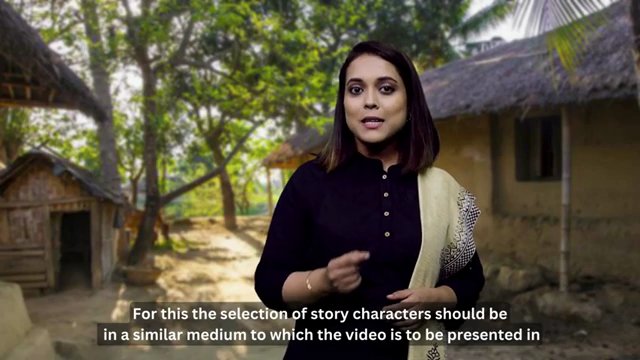 For this the selection of story characters should be
in a similar medium to which the video is to be presented in